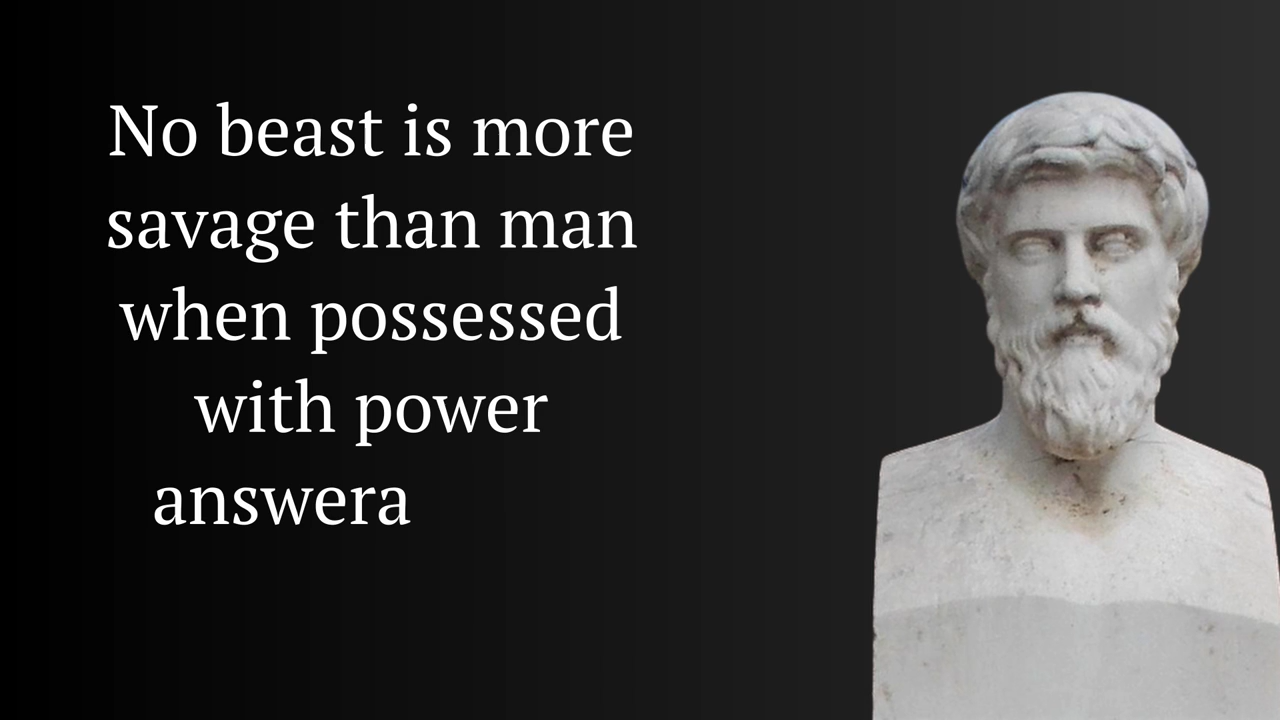 No beast is more
savage than man
when possessed
with power
answera